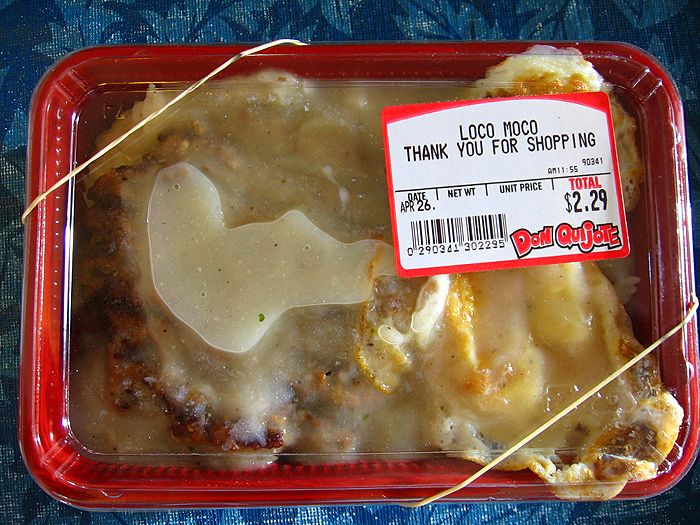 LOCO MOCO
THANK YOU FOR SHOPPING
AM11:55 90341
DATE NET WT UNIT PRICE TOTAL
APR 26. $2.29
0 290341 302295 DON QUIJOTE